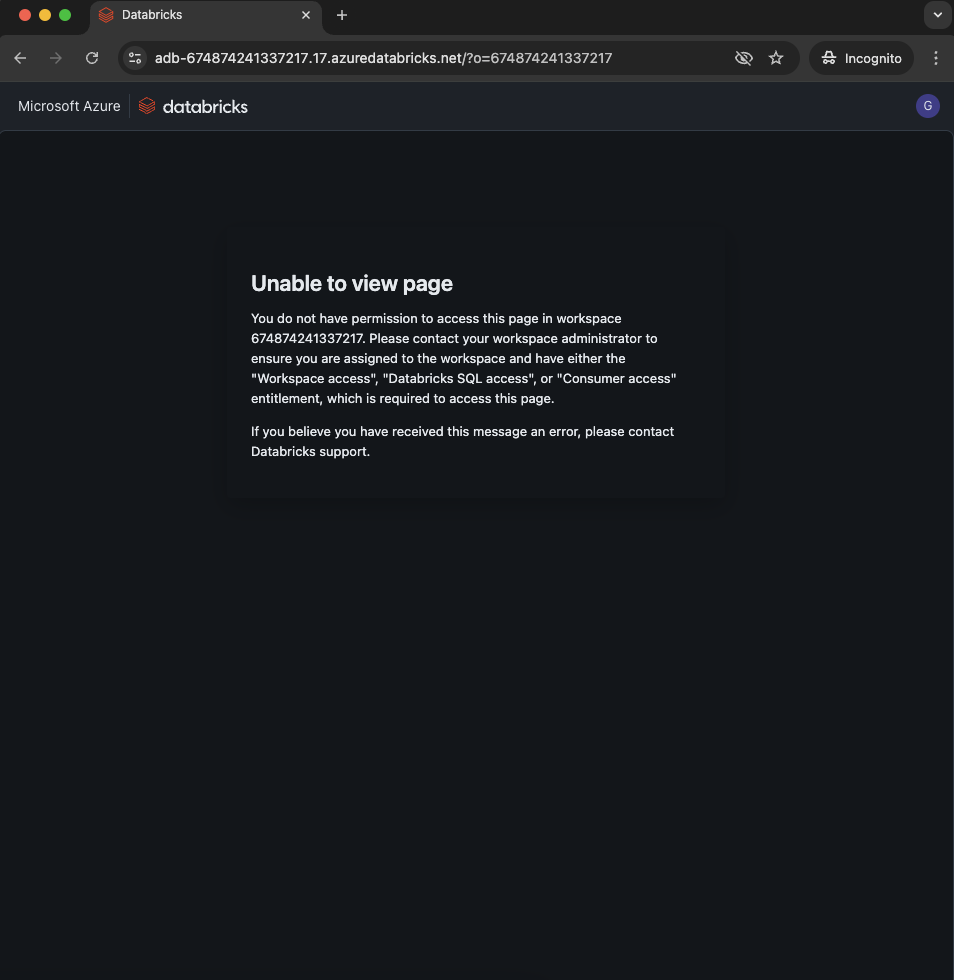 Databricks
adb-674874241337217.17.azuredatabricks.net/?o=674874241337217
Incognito
Microsoft Azure
databricks
G
Unable to view page
You do not have permission to access this page in workspace
674874241337217. Please contact your workspace administrator to
ensure you are assigned to the workspace and have either the
"Workspace access", "Databricks SQL access", or "Consumer access"
entitlement, which is required to access this page.
If you believe you have received this message an error, please contact
Databricks support.